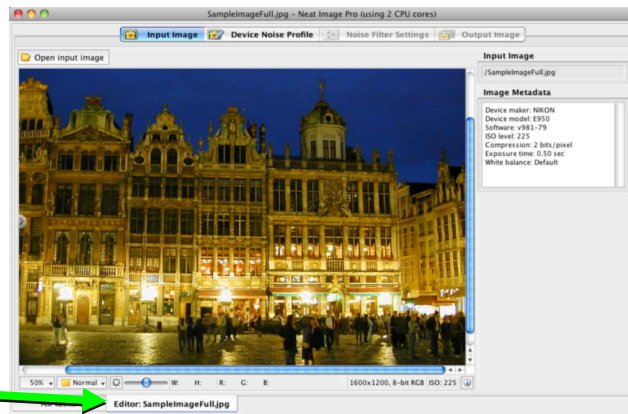 SampleImageFull.jpg - Neat Image Pro (using 2 CPU cores)
Input Image Device Noise Profile Noise Filter Settings Output Image
Open input image
Input Image
/SampleImageFull.jpg
Image Metadata
Device maker: NIKON
Device model: E950
Software: v981-79
ISO level: 225
Compression: 2 bits/pixel
Exposure time: 0.50 sec
White balance: Default
50% Normal W: H: R: G: B: 1600x1200, 8-bit RGB ISO: 225
Editor: SampleImageFull.jpg